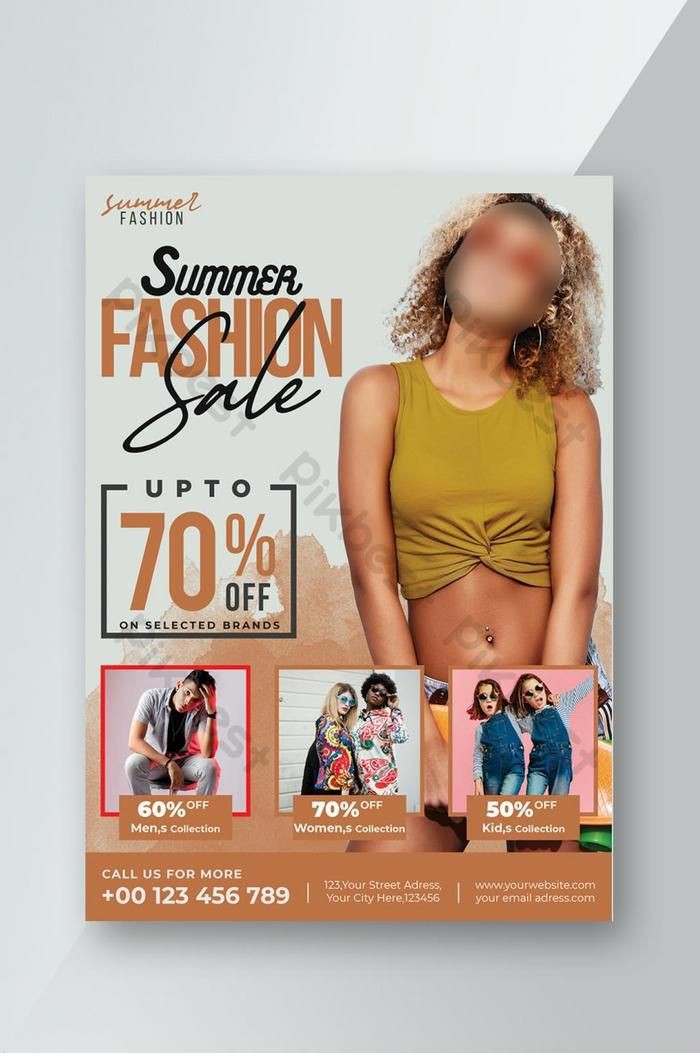 summer
FASHION
SUMMER
FASHION
Sale
UPTO
70%
OFF
ON SELECTED BRANDS
60% OFF
Men,s Collection
70% OFF
Women,s Collection
50% OFF
Kid,s Collection
CALL US FOR MORE
+00 123 456 789
123,Your Street Adress,
Your City Here,123456
www.yourwebsite.com
your email adress.com
pikbest